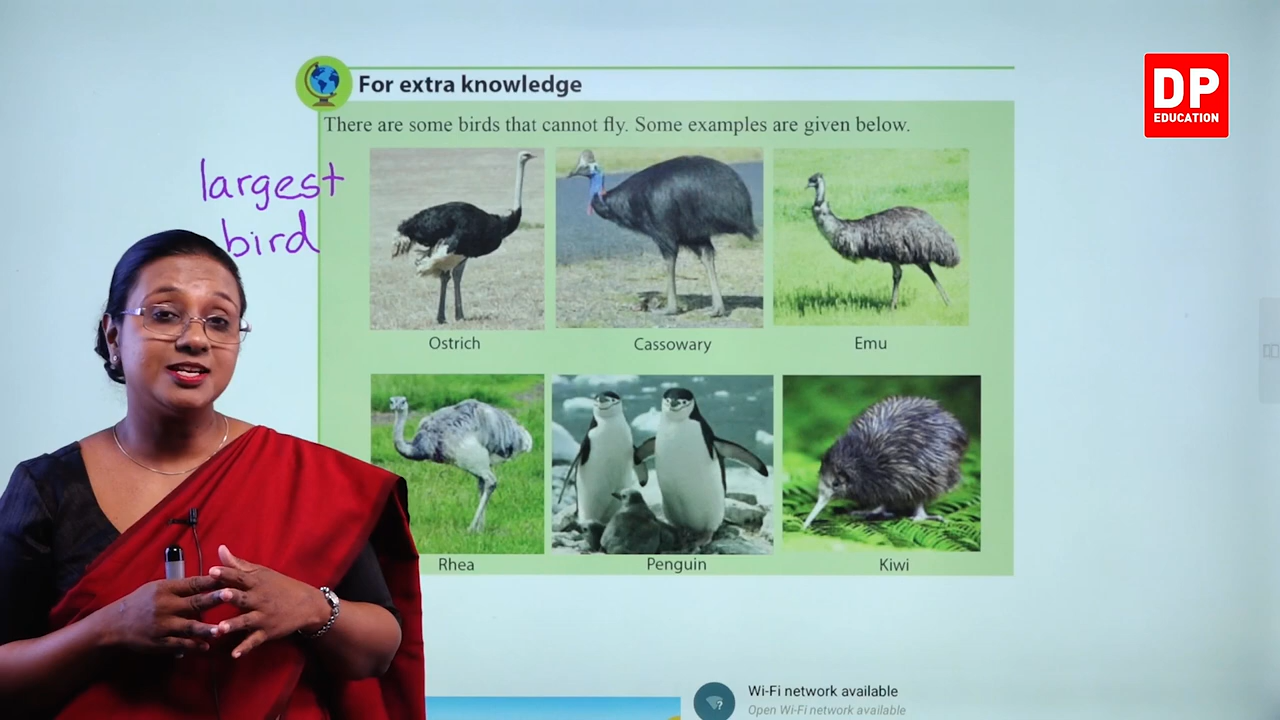 For extra knowledge
There are some birds that cannot fly. Some examples are given below.
largest
bird
Ostrich
Cassowary
Emu
Rhea
Penguin
Kiwi
DP
EDUCATION
Wi-Fi network available
Open Wi-Fi network available